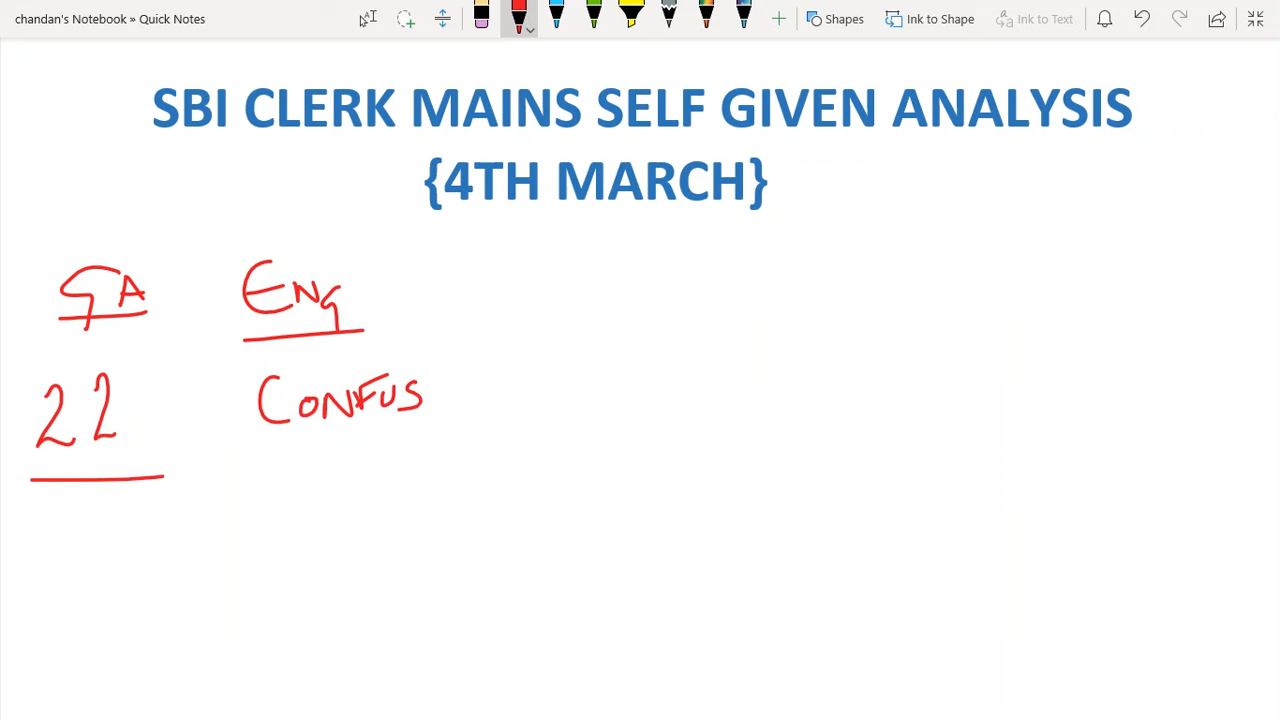 chandan's Notebook » Quick Notes Shapes Ink to Shape Ink to Text
SBI CLERK MAINS SELF GIVEN ANALYSIS
{4TH MARCH}
GA ENG
22 CONFUS